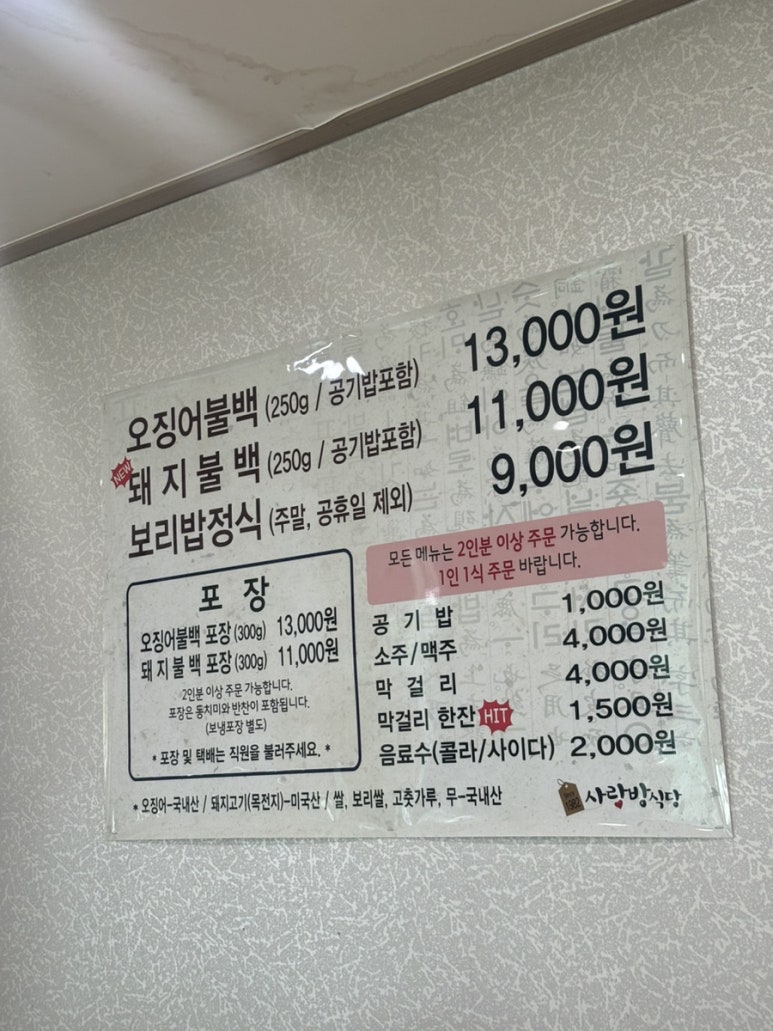 오징어불백 (250g / 공기밥포함) 13,000원
NEW 돼지불백 (250g / 공기밥포함) 11,000원
보리밥정식 (주말, 공휴일 제외) 9,000원
포장
오징어불백 포장 (300g) 13,000원
돼지불백 포장 (300g) 11,000원
2인분 이상 주문 가능합니다.
포장은 동치미와 반찬이 포함됩니다.
(보냉포장 별도)
* 포장 및 택배는 직원을 불러주세요. *
모든 메뉴는 2인분 이상 주문 가능합니다.
1인 1식 주문 바랍니다.
공기밥 1,000원
소주/맥주 4,000원
막걸리 4,000원
막걸리 한잔 HIT 1,500원
음료수(콜라/사이다) 2,000원
* 오징어-국내산 / 돼지고기(목전지)-미국산 / 쌀, 보리쌀, 고춧가루, 무-국내산
1982 사랑방식당